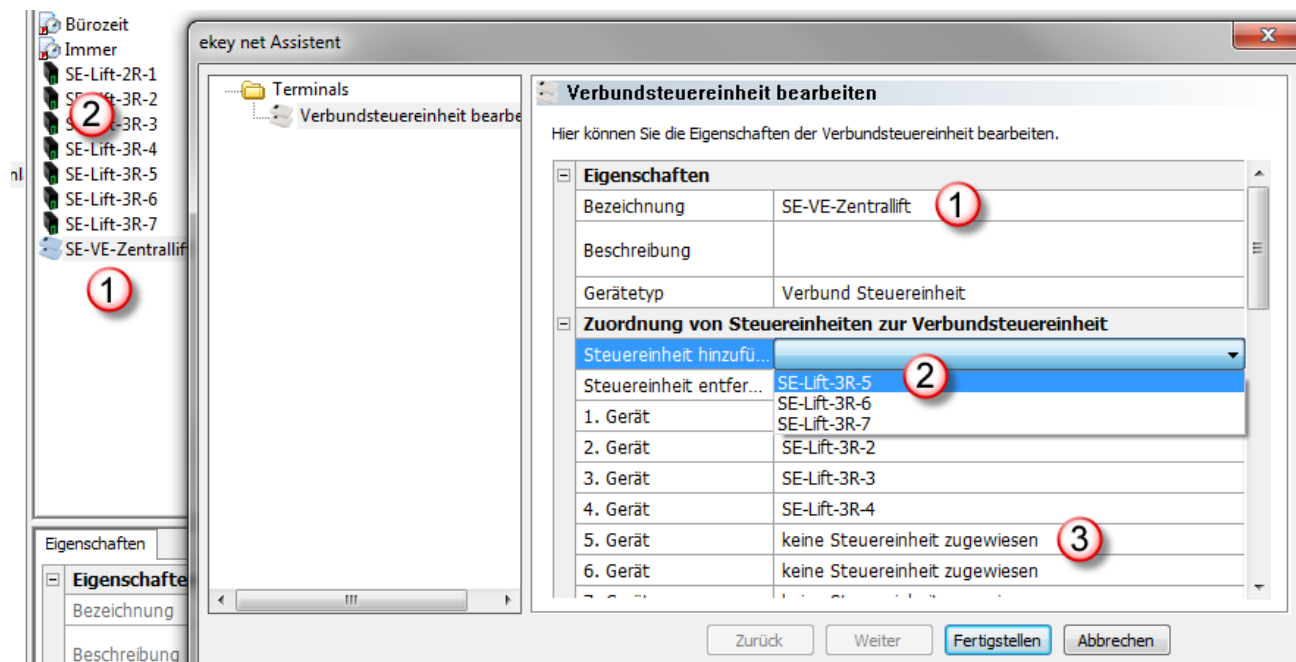 Bürozeit
Immer
SE-Lift-2R-1
SE-Lift-3R-2
SE-Lift-3R-3
SE-Lift-3R-4
SE-Lift-3R-5
SE-Lift-3R-6
SE-Lift-3R-7
SE-VE-Zentrallif
2
1
Eigenschaften
Eigenschafte
Bezeichnung
Beschreibung
ekey net Assistent
Terminals
Verbundsteuereinheit bearbe
Verbundsteuereinheit bearbeiten
Hier können Sie die Eigenschaften der Verbundsteuereinheit bearbeiten.
Eigenschaften
Bezeichnung SE-VE-Zentrallift 1
Beschreibung
Gerätetyp Verbund Steuereinheit
Zuordnung von Steuereinheiten zur Verbundsteuereinheit
Steuereinheit hinzufü...
Steuereinheit entfer... SE-Lift-3R-5 2
SE-Lift-3R-6
1. Gerät SE-Lift-3R-7
2. Gerät SE-Lift-3R-2
3. Gerät SE-Lift-3R-3
4. Gerät SE-Lift-3R-4
5. Gerät keine Steuereinheit zugewiesen 3
6. Gerät keine Steuereinheit zugewiesen
Zurück Weiter Fertigstellen Abbrechen